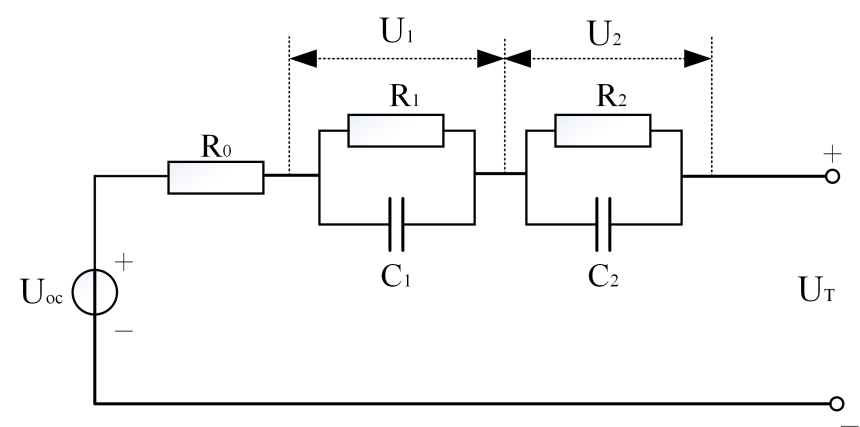 U1
U2
R1
R2
R0
+
+
C1
C2
Uoc
UT
−
−